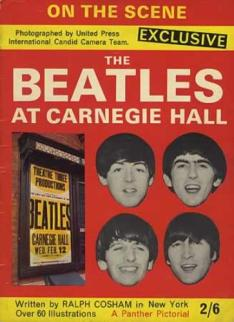 ON THE SCENE
Photographed by United Press
International Candid Camera Team.
EXCLUSIVE
THE
BEATLES
AT CARNEGIE HALL
THEATRE THREE
PRODUCTIONS
BEATLES
CARNEGIE HALL
WED. FEB. 12
Written by RALPH COSHAM in New York
Over 60 Illustrations
A Panther Pictorial
2/6